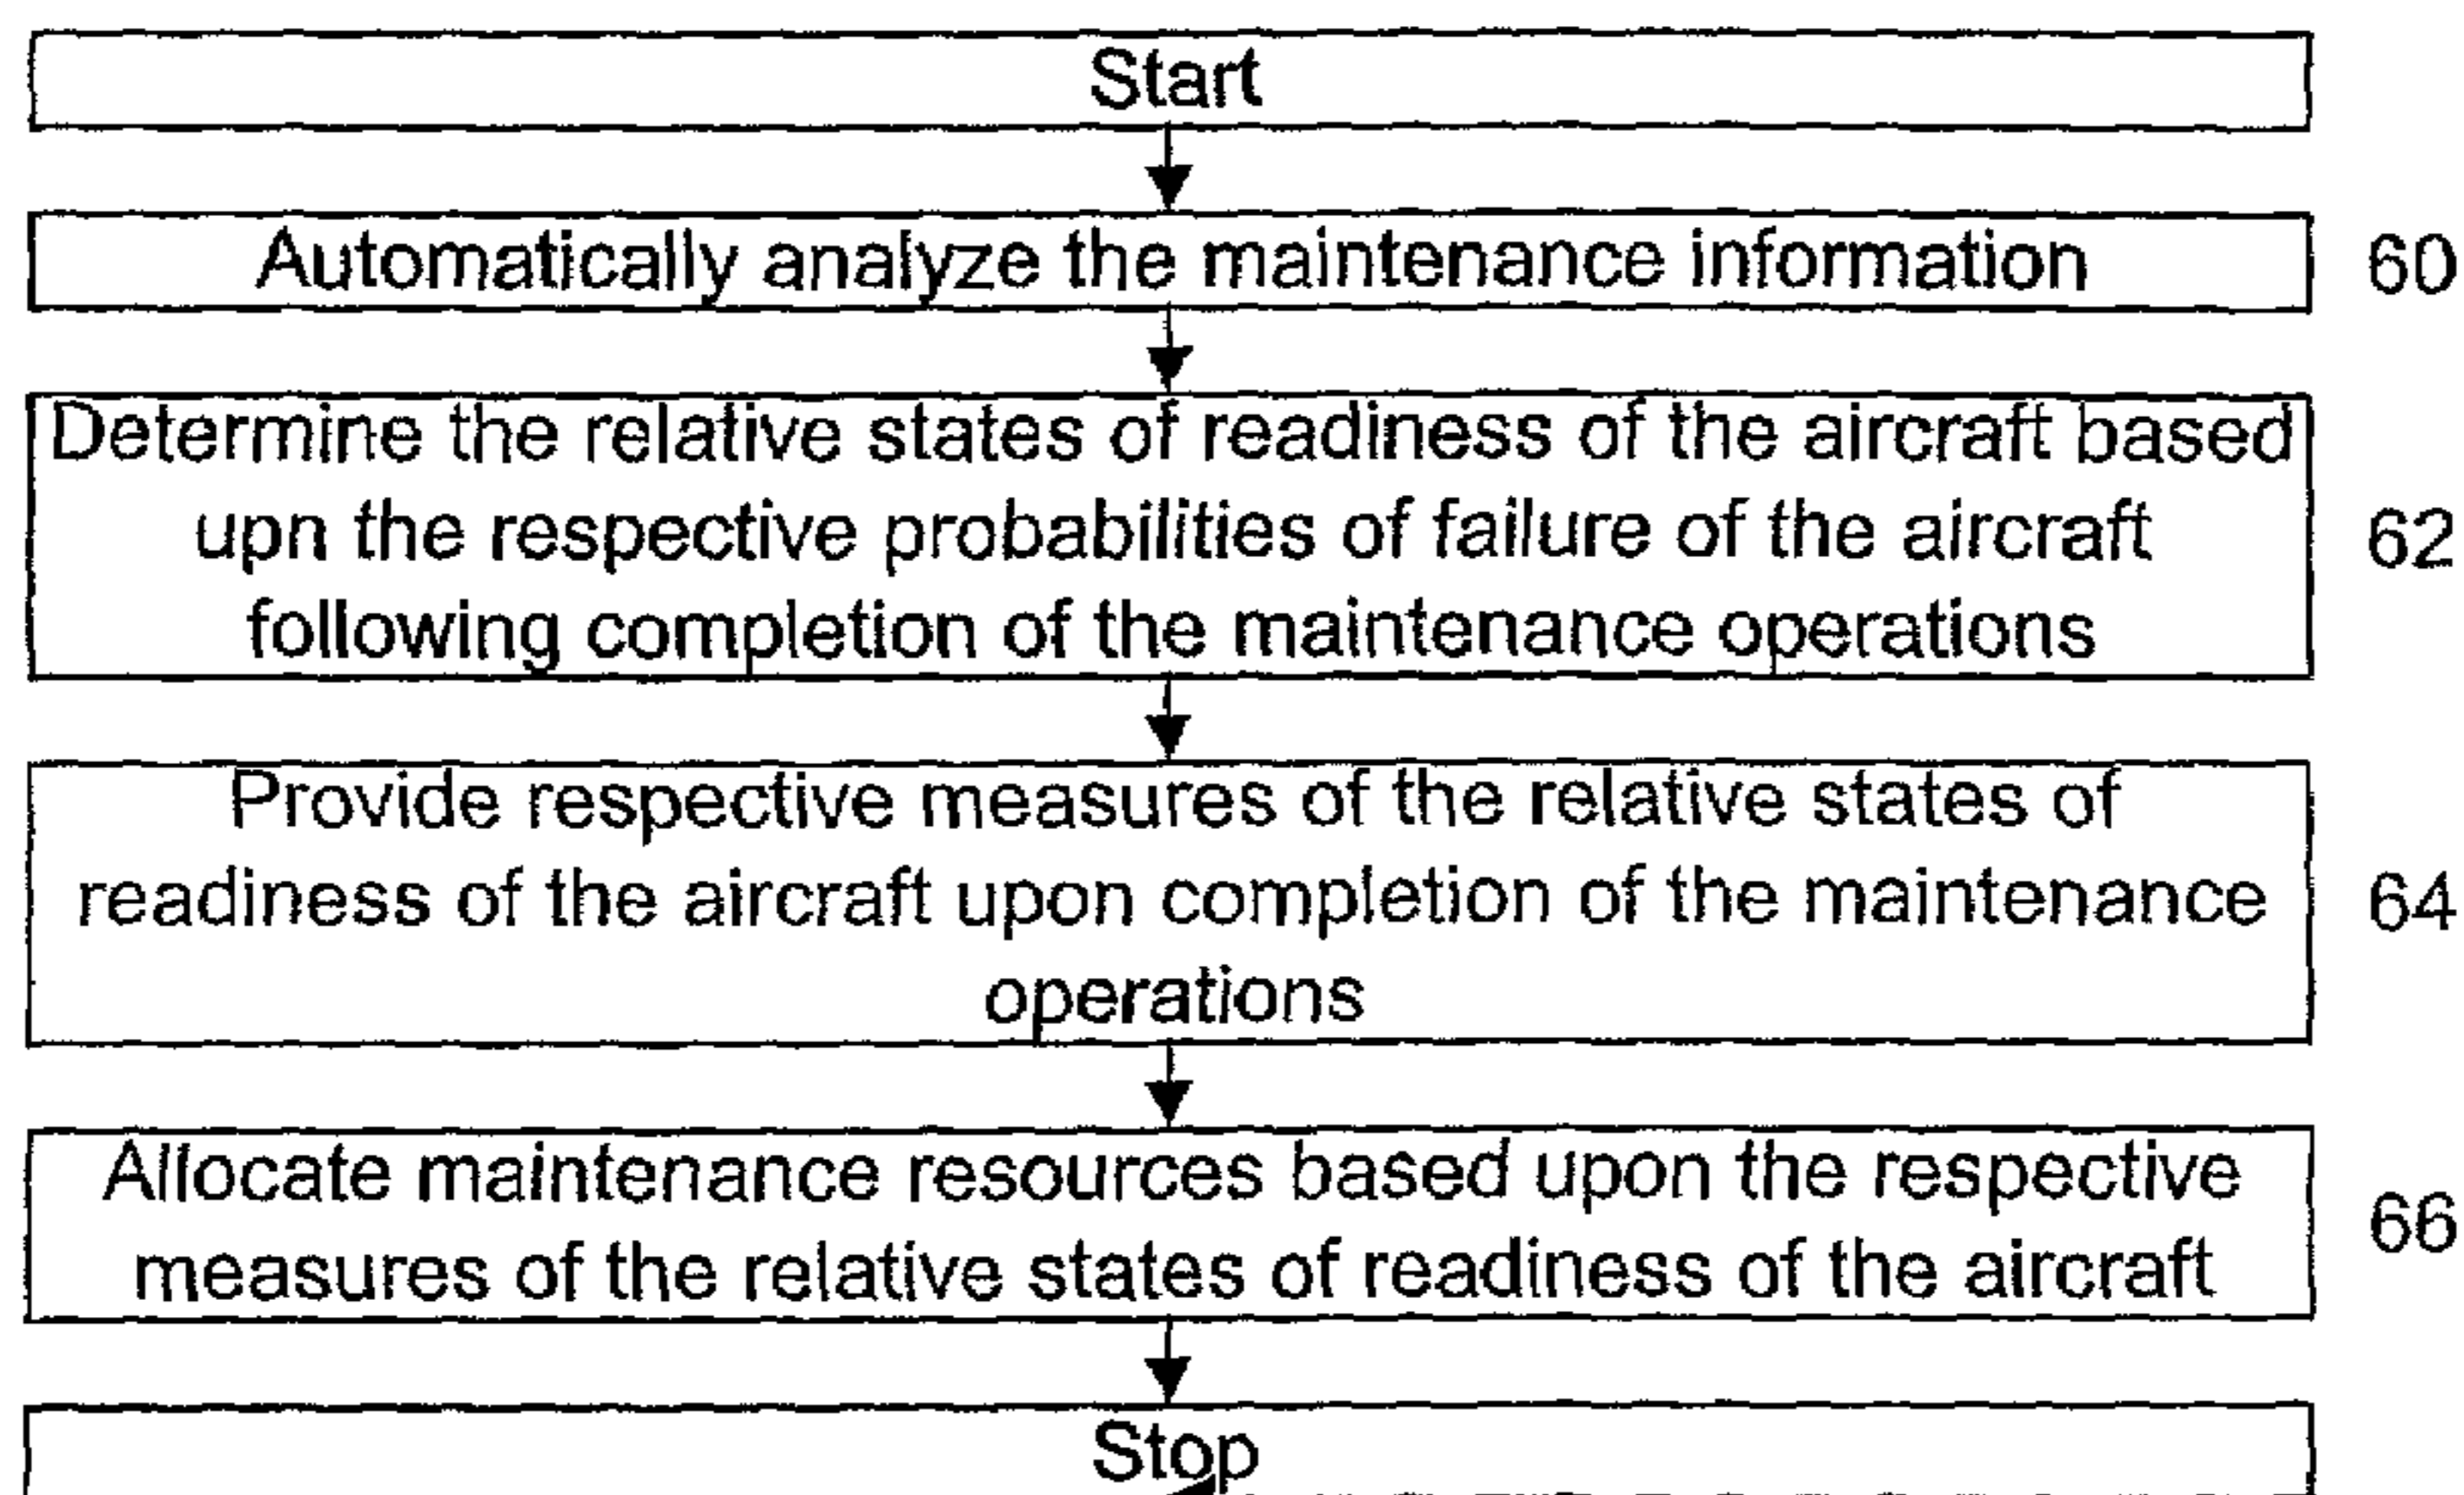 Start
Automatically analyze the maintenance information
60
Determine the relative states of readiness of the aircraft based
upn the respective probabilities of failure of the aircraft
62
following completion of the maintenance operations
Provide respective measures of the relative states of
readiness of the aircraft upon completion of the maintenance
64
operations
Allocate maintenance resources based upon the respective
66
measures of the relative states of readiness of the aircraft
Stop